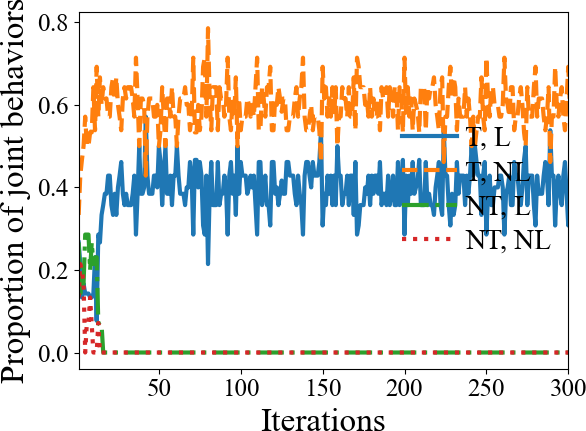 Proportion of joint behaviors
0.8
0.6
0.4
0.2
0.0
T, L
T, NL
NT, L
NT, NL
50
100
150
200
250
300
Iterations